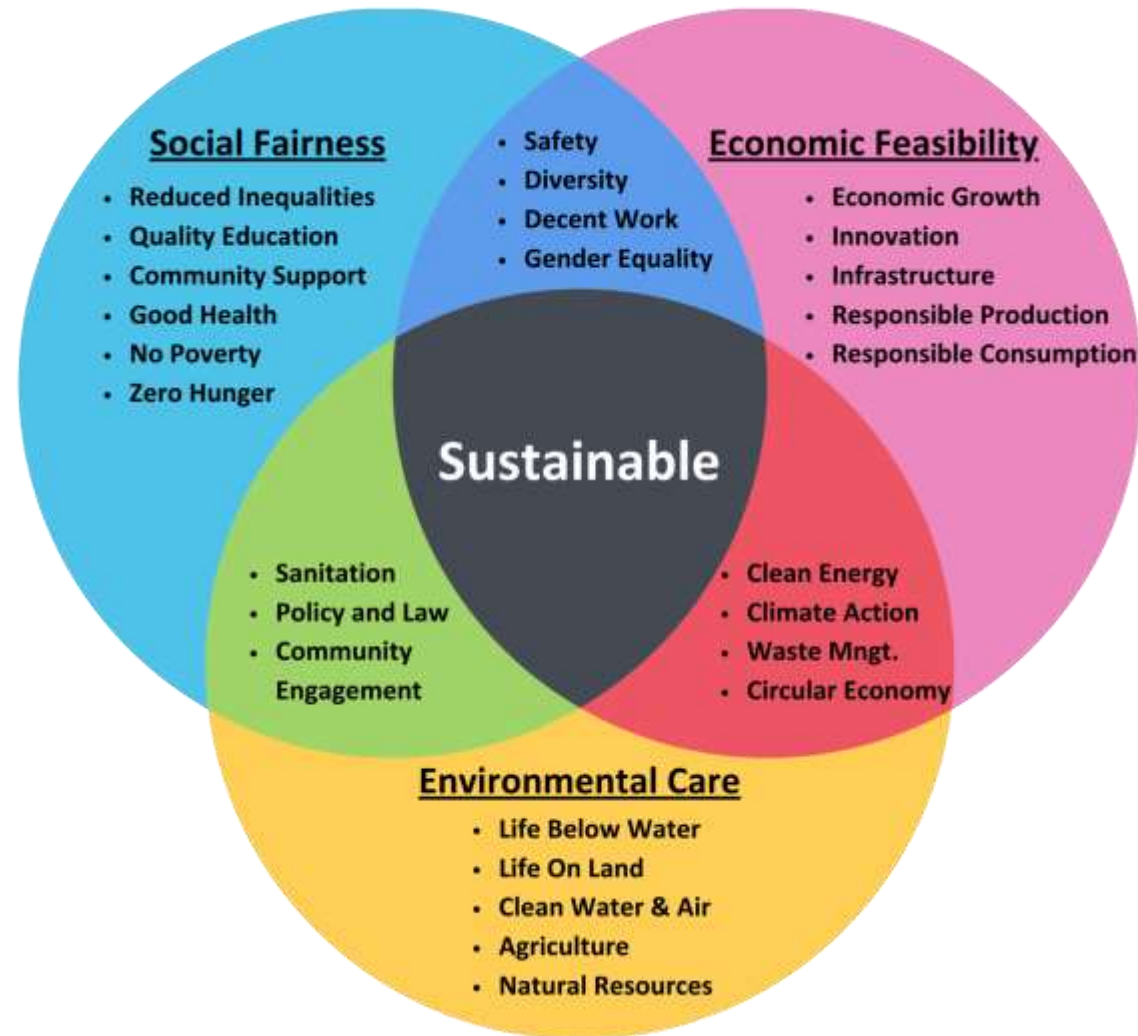 Social Fairness
• Reduced Inequalities
• Quality Education
• Community Support
• Good Health
• No Poverty
• Zero Hunger
• Safety
• Diversity
• Decent Work
• Gender Equality
Economic Feasibility
• Economic Growth
• Innovation
• Infrastructure
• Responsible Production
• Responsible Consumption
Sustainable
• Sanitation
• Policy and Law
• Community
Engagement
• Clean Energy
• Climate Action
• Waste Mngt.
• Circular Economy
Environmental Care
• Life Below Water
• Life On Land
• Clean Water & Air
• Agriculture
• Natural Resources